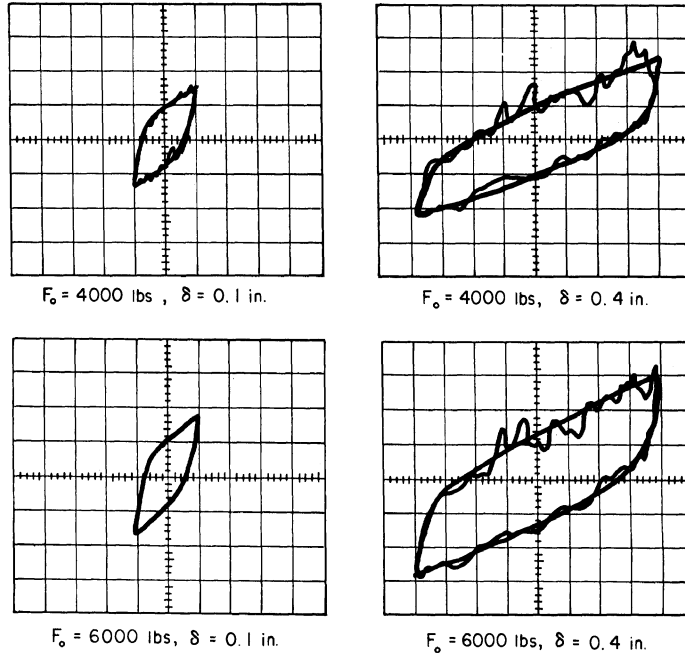 F₀ = 4000 lbs , δ = 0.1 in.
F₀ = 4000 lbs, δ = 0.4 in.
F₀ = 6000 lbs, δ = 0.1 in.
F₀ = 6000 lbs, δ = 0.4 in.